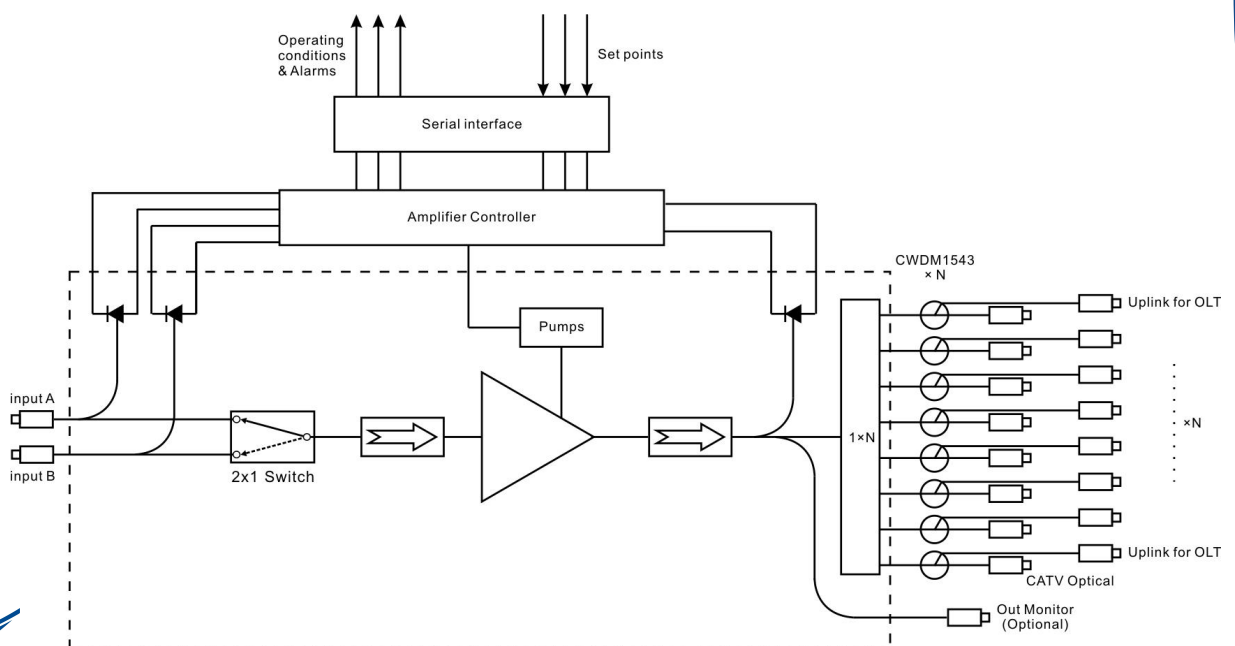 Operating
conditions
& Alarms
Set points
Serial interface
Amplifier Controller
CWDM1543
× N
Pumps
Uplink for OLT
input A
input B
2x1 Switch
1×N
×N
Uplink for OLT
CATV Optical
Out Monitor
(Optional)